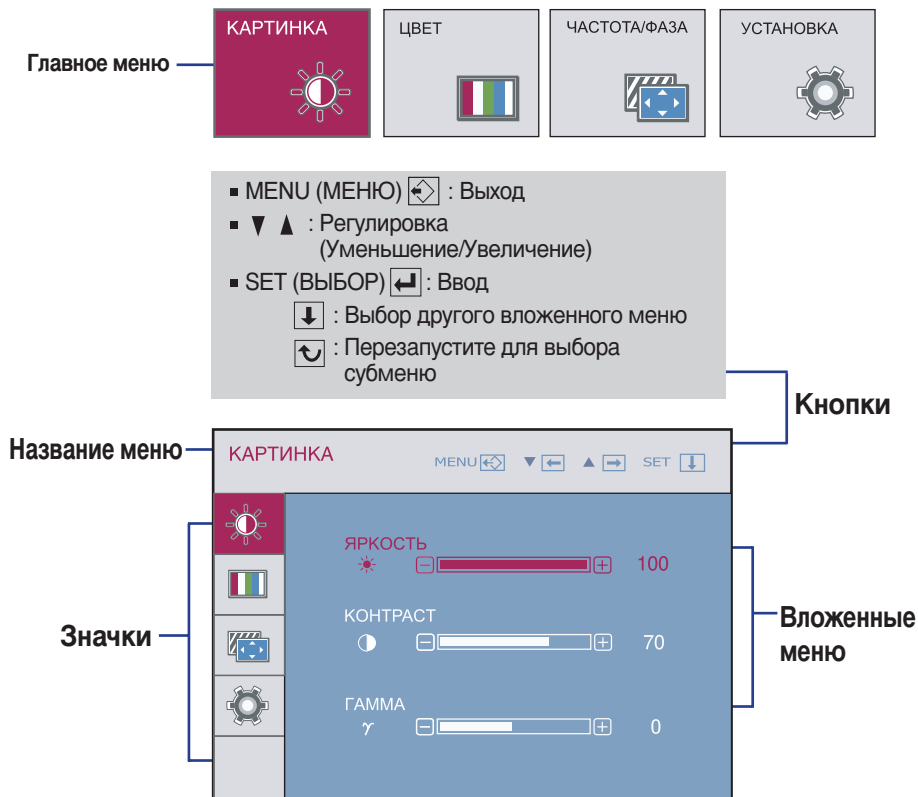 КАРТИНКА
ЦВЕТ
ЧАСТОТА/ФАЗА
УСТАНОВКА
Главное меню
MENU (МЕНЮ) : Выход
▼ ▲ : Регулировка
(Уменьшение/Увеличение)
SET (ВЫБОР) : Ввод
: Выбор другого вложенного меню
: Перезапустите для выбора
субменю
Кнопки
Название меню
КАРТИНКА
MENU ▼ ▲ SET
ЯРКОСТЬ
100
КОНТРАСТ
70
ГАММА
γ 0
Значки
Вложенные
меню